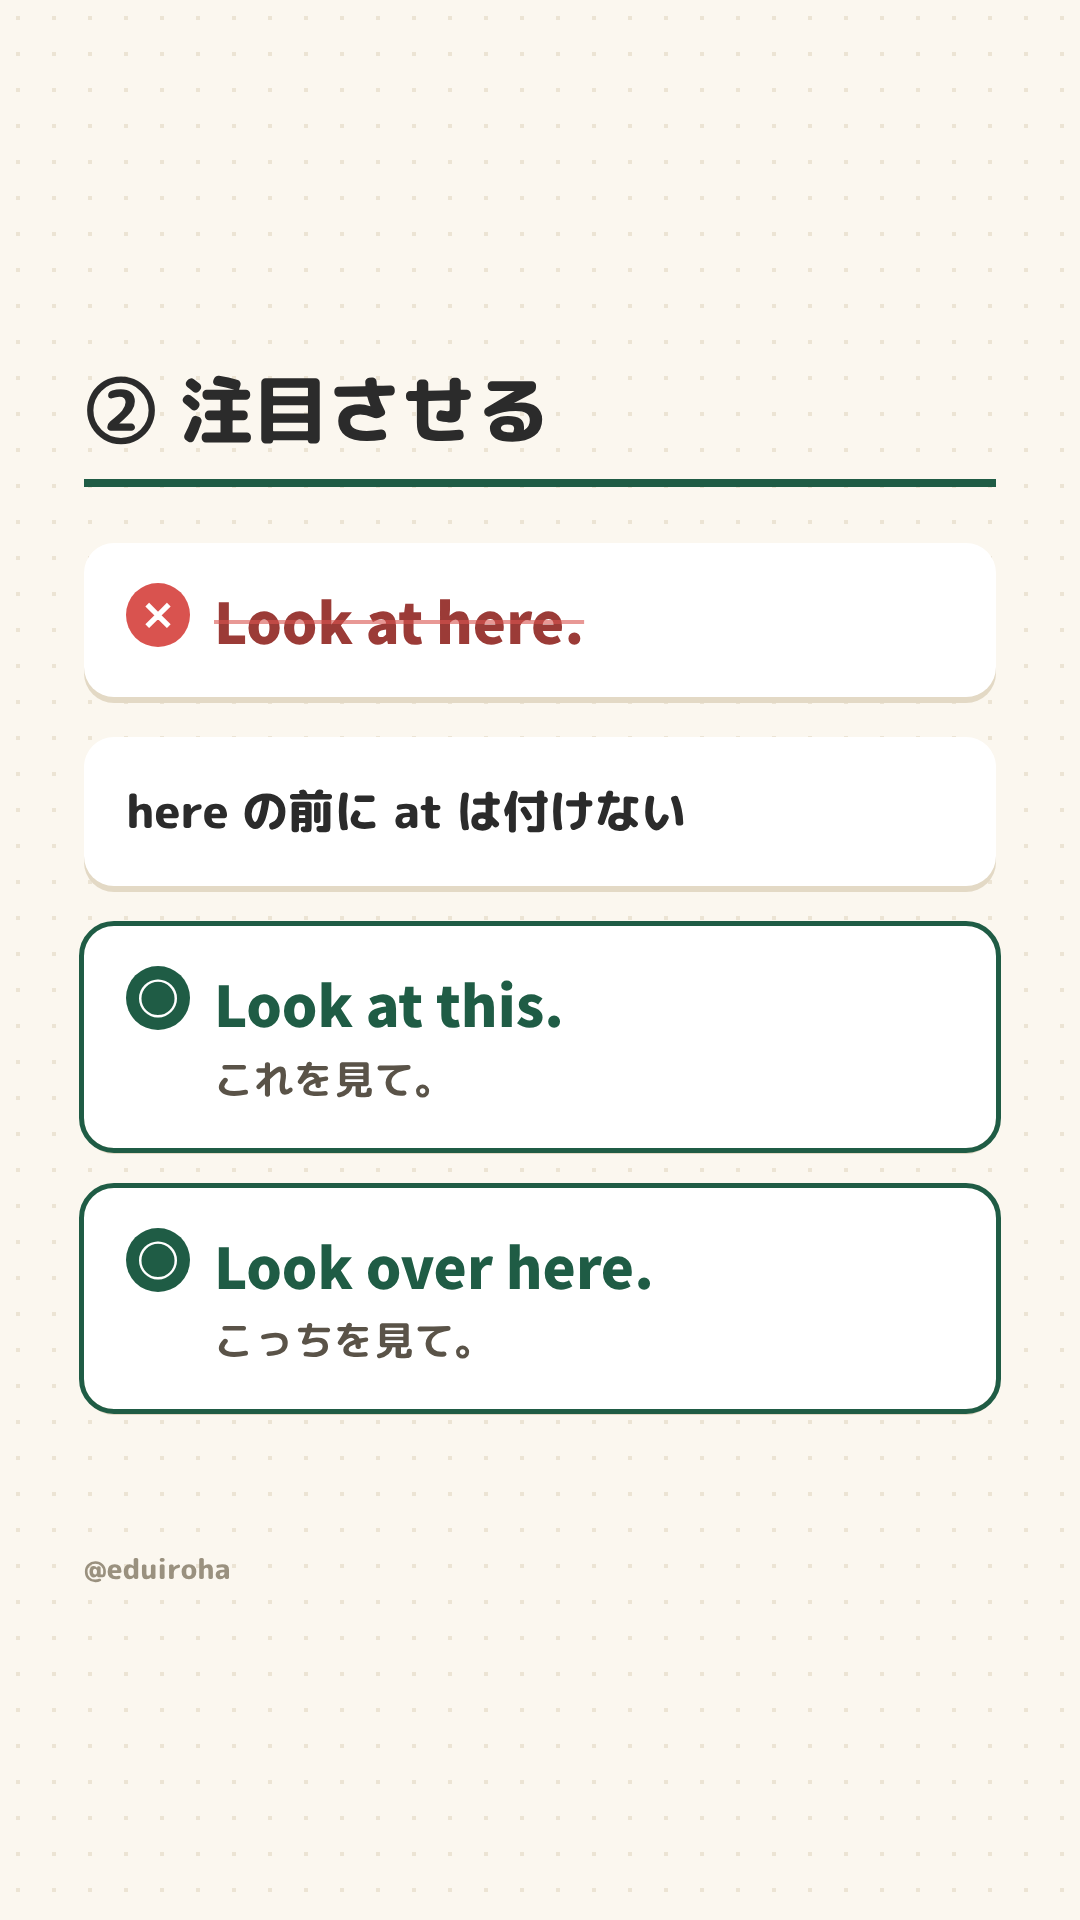 ② 注目させる
× Look at here.
here の前に at は付けない
○ Look at this.
これを見て。
○ Look over here.
こっちを見て。
@eduiroha